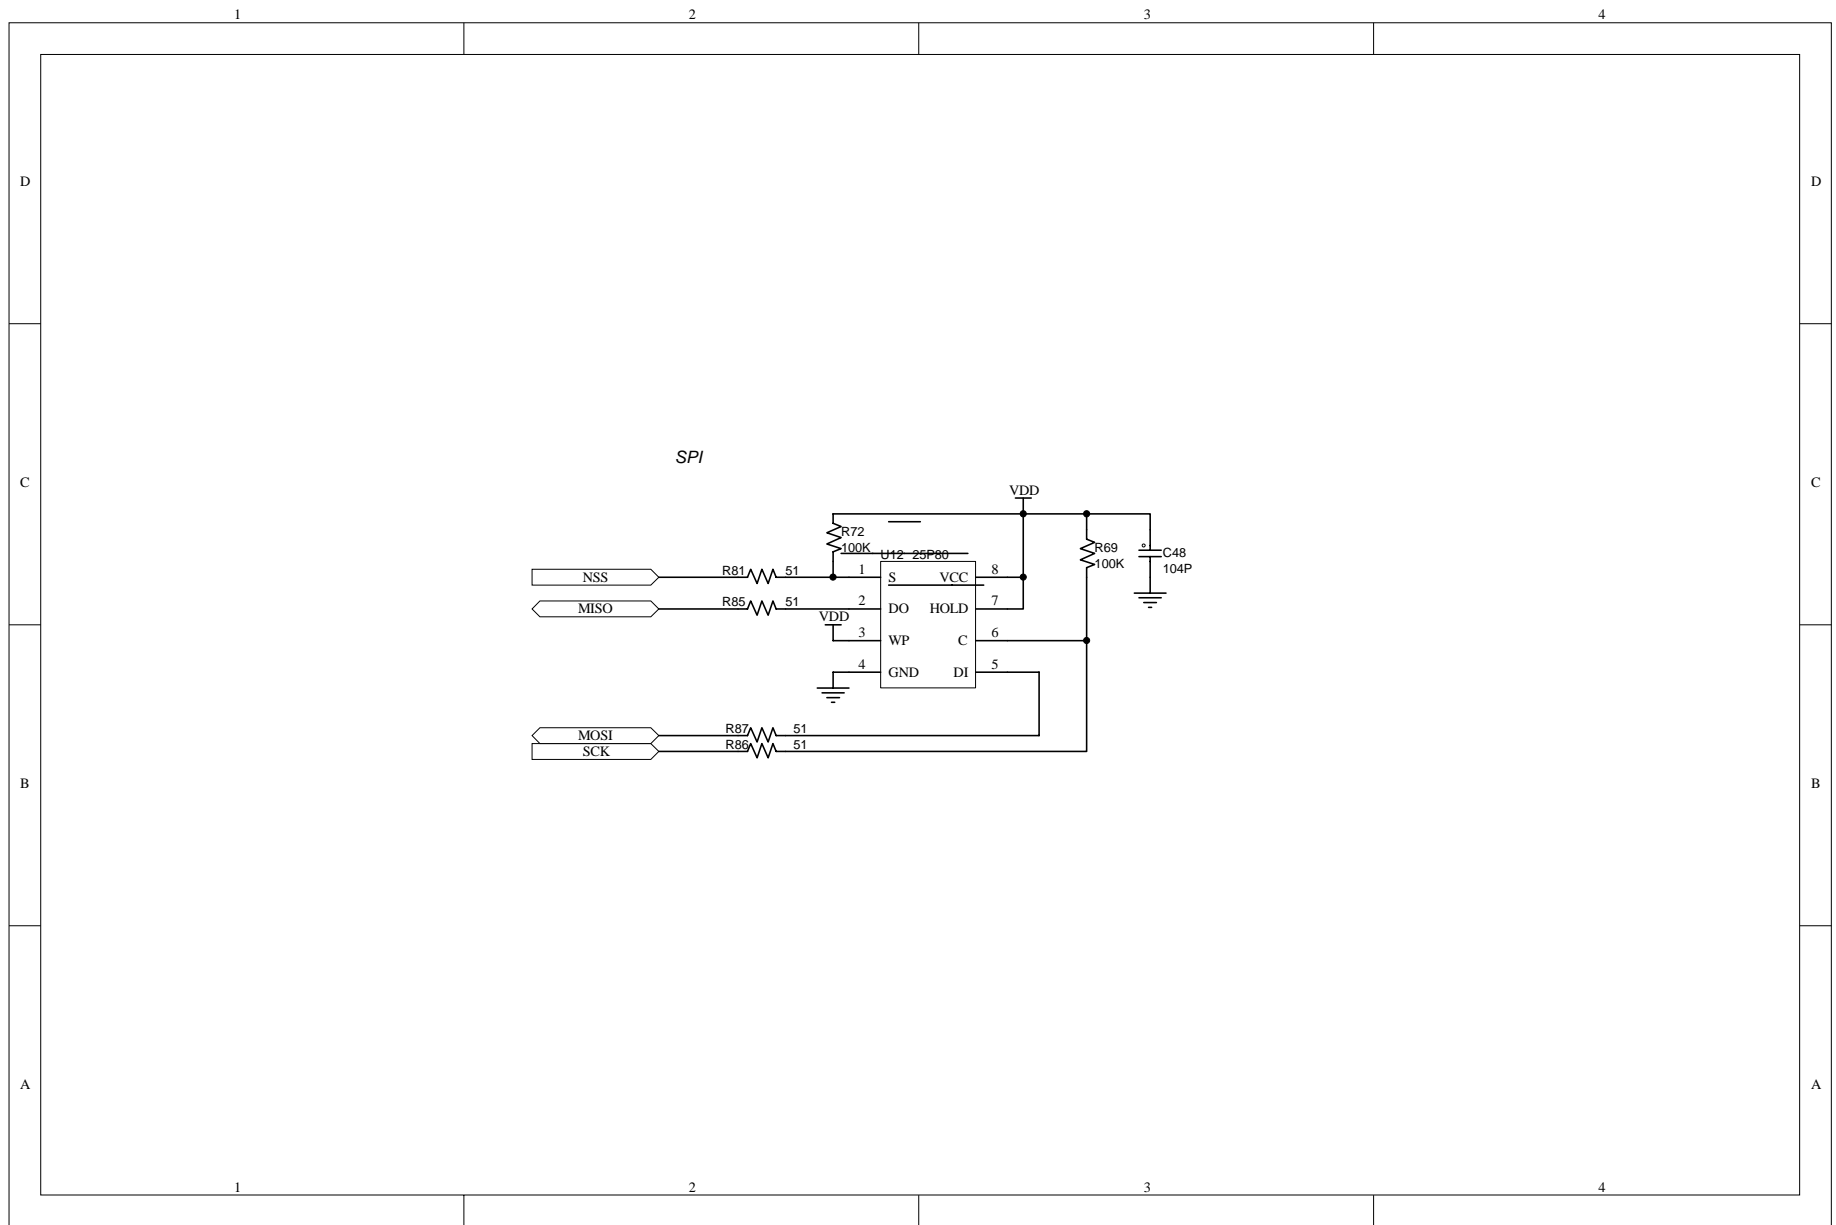 1 2 3 4
D D
SPI
C C
VDD
R72
100K
U12 25P80
R69
100K
C48
104P
NSS R81 51 1 S VCC 8
MISO R85 51 2 DO HOLD 7
VDD
3 WP C 6
4 GND DI 5
MOSI R87 51
SCK R86 51
B B
A A
1 2 3 4